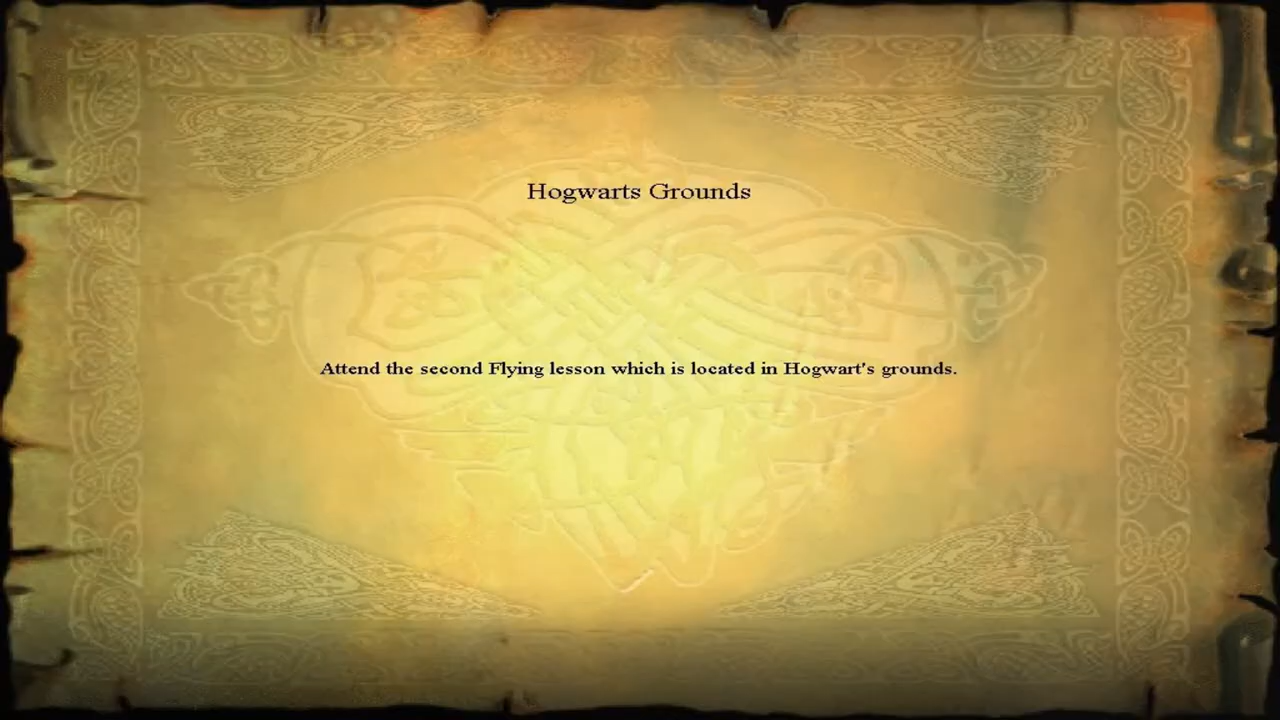 Hogwarts Grounds
Attend the second Flying lesson which is located in Hogwart's grounds.